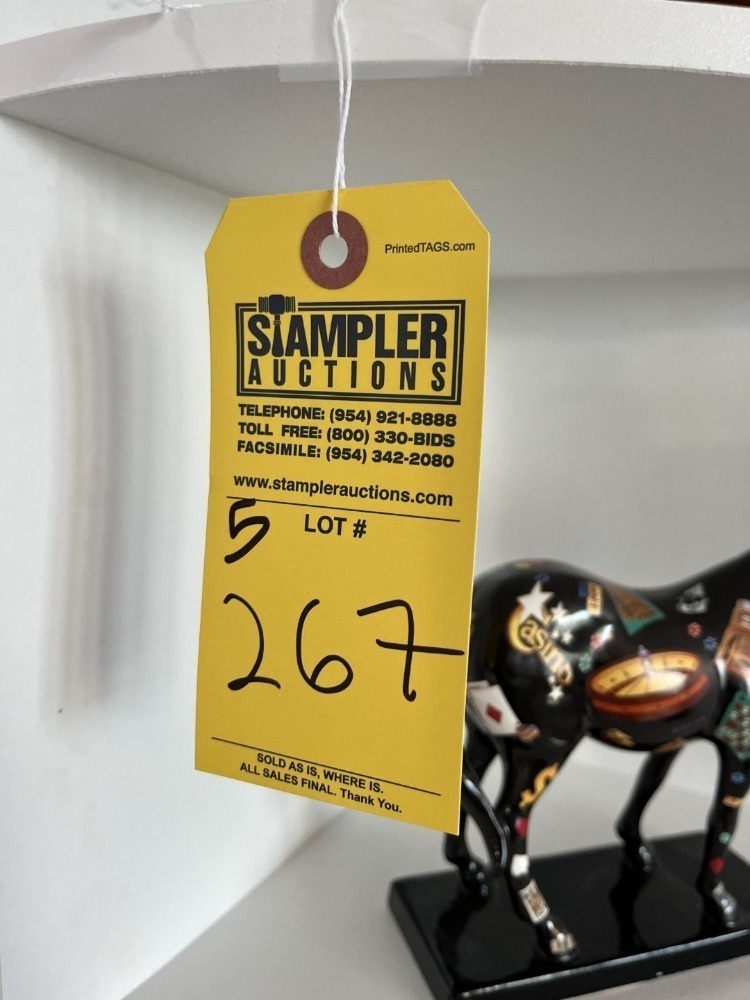 PrintedTAGS.com
STAMPLER
AUCTIONS
TELEPHONE: (954) 921-8888
TOLL FREE: (800) 330-BIDS
FACSIMILE: (954) 342-2080
www.stamplerauctions.com
5 LOT #
267
SOLD AS IS, WHERE IS.
ALL SALES FINAL. Thank You.
Casino
$